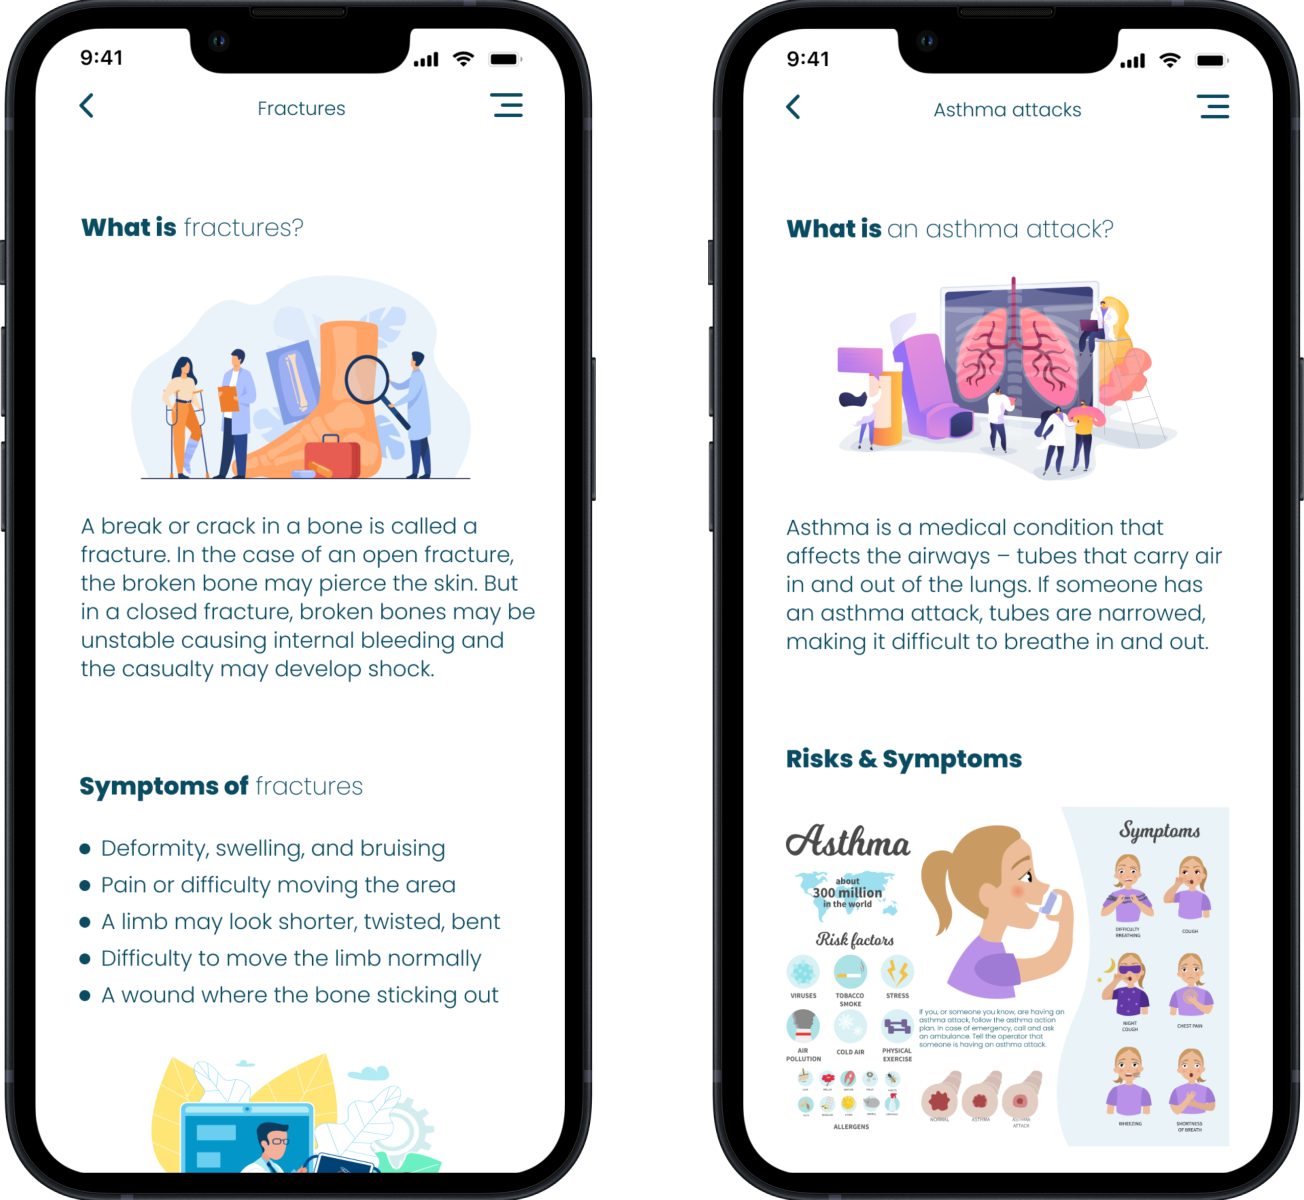 9:41
Fractures
What is fractures?
A break or crack in a bone is called a
fracture. In the case of an open fracture,
the broken bone may pierce the skin. But
in a closed fracture, broken bones may be
unstable causing internal bleeding and
the casualty may develop shock.
Symptoms of fractures
Deformity, swelling, and bruising
Pain or difficulty moving the area
A limb may look shorter, twisted, bent
Difficulty to move the limb normally
A wound where the bone sticking out
9:41
Asthma attacks
What is an asthma attack?
Asthma is a medical condition that
affects the airways – tubes that carry air
in and out of the lungs. If someone has
an asthma attack, tubes are narrowed,
making it difficult to breathe in and out.
Risks & Symptoms
Asthma
about
300 million
in the world
Risk factors
VIRUSES
TOBACCO
SMOKE
STRESS
AIR
POLLUTION
COLD AIR
PHYSICAL
EXERCISE
ALLERGENS
If you, or someone you know, are having an
asthma attack, follow the asthma action
plan. In case of emergency, call and ask
an ambulance. Tell the operator that
someone is having an asthma attack.
NORMAL
ASTHMA
ASTHMA
ATTACK
Symptoms
DIFFICULTY
BREATHING
COUGH
NIGHT
COUGH
CHEST PAIN
WHEEZING
SHORTNESS
OF BREATH